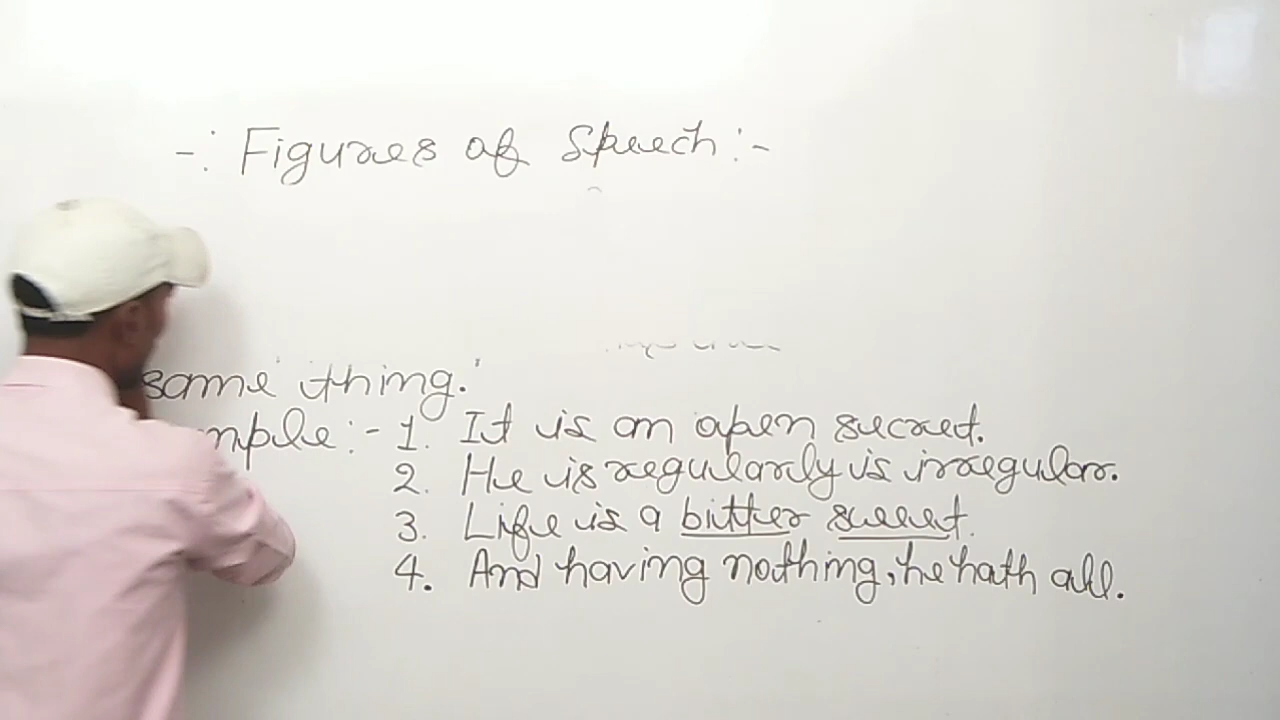 -: Figures of Speech :-
same thing.'
mple :- 1. It is an open secret.
2. He is regularly is irregular.
3. Life is a bitter sweet.
4. And having nothing, he hath all.